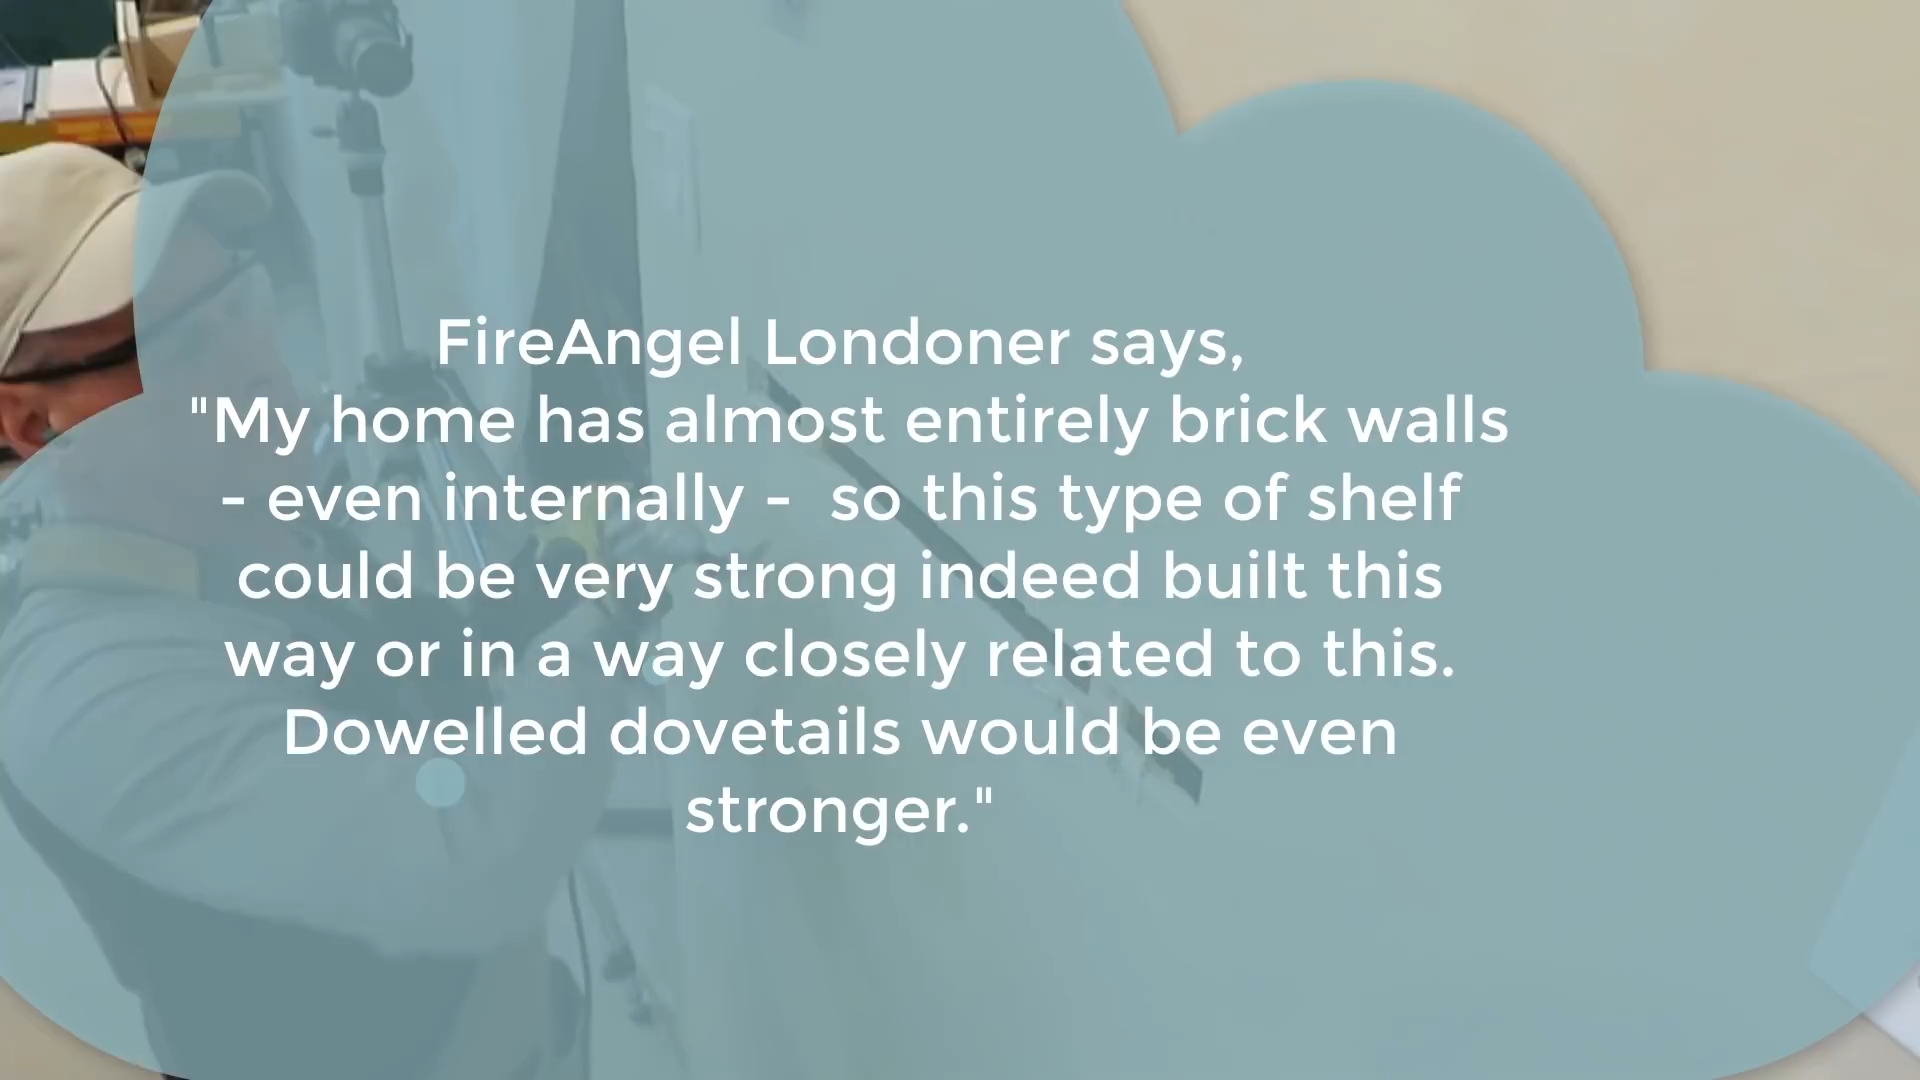 FireAngel Londoner says,
"My home has almost entirely brick walls
- even internally -  so this type of shelf
could be very strong indeed built this
way or in a way closely related to this.
Dowelled dovetails would be even
stronger."